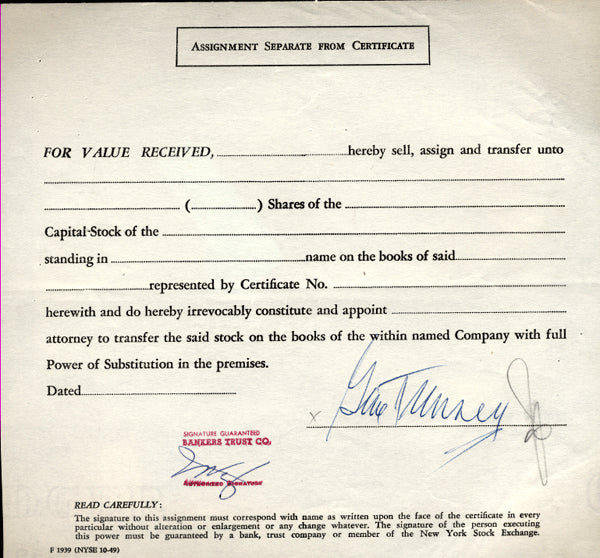 ASSIGNMENT SEPARATE FROM CERTIFICATE
FOR VALUE RECEIVED, hereby sell, assign and transfer unto
( ) Shares of the
Capital-Stock of the
standing in name on the books of said
represented by Certificate No.
herewith and do hereby irrevocably constitute and appoint
attorney to transfer the said stock on the books of the within named Company with full
Power of Substitution in the premises.
Dated
x Gene Tunney
SIGNATURE GUARANTEED
BANKERS TRUST CO.
AUTHORIZED SIGNATURE
READ CAREFULLY:
The signature to this assignment must correspond with name as written upon the face of the certificate in every
particular without alteration or enlargement or any change whatever. The signature of the person executing
this power must be guaranteed by a bank, trust company or member of the New York Stock Exchange.
F 1939 (NYSE 10-49)